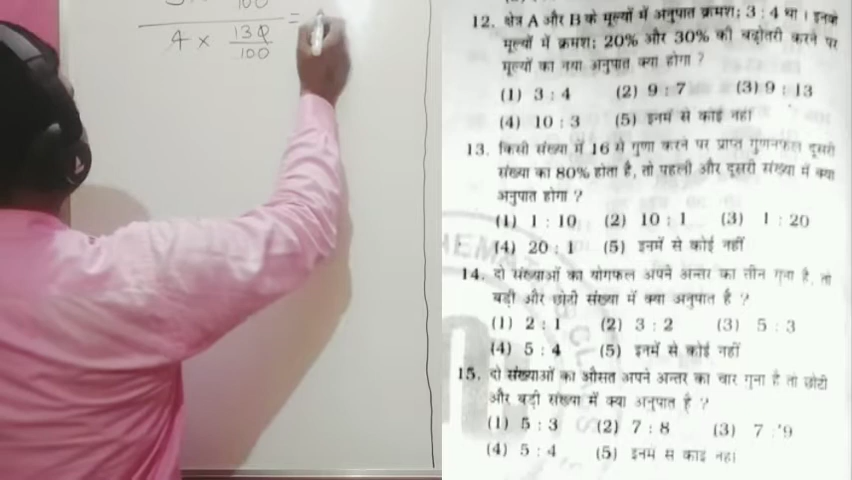 100
4 × 130/100 =
12. क्षेत्र A और B के मूल्यों में अनुपात क्रमश: 3 : 4 था । इनके
मूल्यों में क्रमश: 20% और 30% की बढ़ोतरी करने पर
मूल्यों का नया अनुपात क्या होगा ?
(1) 3 : 4 (2) 9 : 7 (3) 9 : 13
(4) 10 : 3 (5) इनमें से कोई नहीं
13. किसी संख्या में 16 से गुणा करने पर प्राप्त गुणनफल दूसरी
संख्या का 80% होता है, तो पहली और दूसरी संख्या में क्या
अनुपात होगा ?
(1) 1 : 10 (2) 10 : 1 (3) 1 : 20
(4) 20 : 1 (5) इनमें से कोई नहीं
14. दो संख्याओं का योगफल अपने अन्तर का तीन गुना है, तो
बड़ी और छोटी संख्या में क्या अनुपात है ?
(1) 2 : 1 (2) 3 : 2 (3) 5 : 3
(4) 5 : 4 (5) इनमें से कोई नहीं
15. दो संख्याओं का औसत अपने अन्तर का चार गुना है तो छोटी
और बड़ी संख्या में क्या अनुपात है ?
(1) 5 : 3 (2) 7 : 8 (3) 7 : 9
(4) 5 : 4 (5) इनमें से कोई नहीं